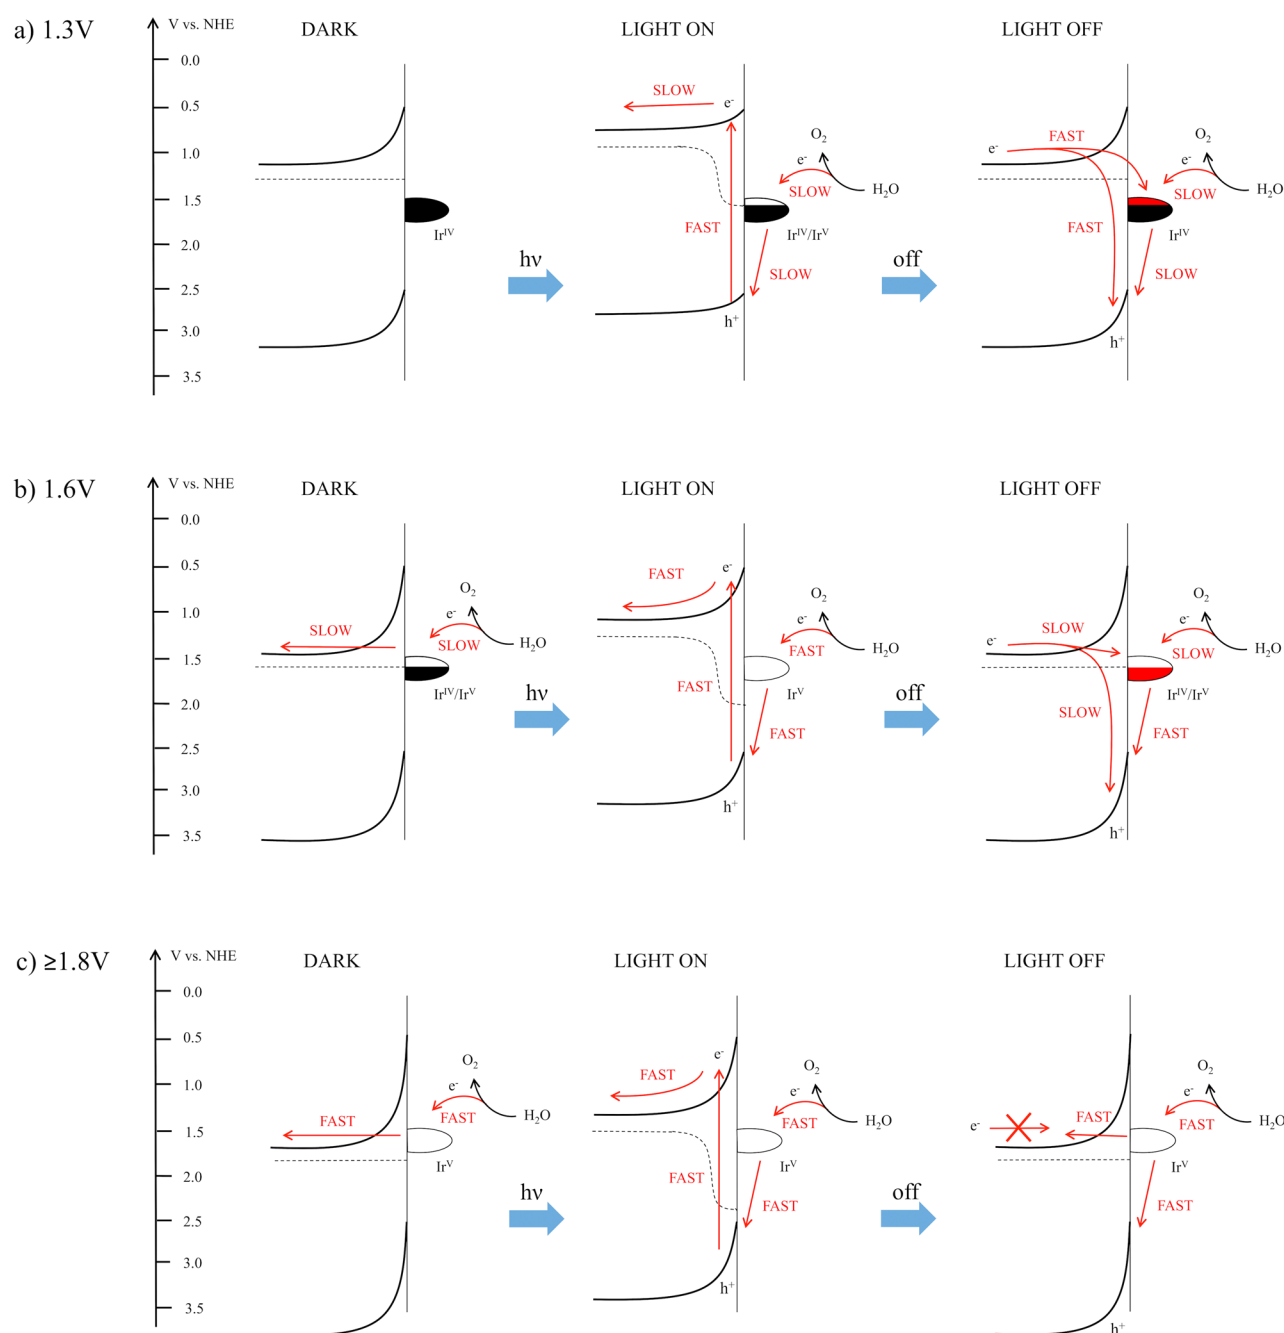 a) 1.3V
V vs. NHE
DARK
LIGHT ON
LIGHT OFF
0.0
0.5
1.0
1.5
2.0
2.5
3.0
3.5
IrIV
hν
SLOW
e-
FAST
h+
O2
e-
SLOW
H2O
IrIV/IrV
SLOW
off
e-
FAST
FAST
h+
O2
e-
SLOW
H2O
IrIV
SLOW
b) 1.6V
V vs. NHE
DARK
LIGHT ON
LIGHT OFF
0.0
0.5
1.0
1.5
2.0
2.5
3.0
3.5
SLOW
O2
e-
SLOW
H2O
IrIV/IrV
hν
FAST
e-
FAST
h+
O2
e-
FAST
H2O
IrV
FAST
off
e-
SLOW
SLOW
h+
O2
e-
SLOW
H2O
IrIV/IrV
FAST
c) ≥1.8V
V vs. NHE
DARK
LIGHT ON
LIGHT OFF
0.0
0.5
1.0
1.5
2.0
2.5
3.0
3.5
FAST
O2
e-
FAST
H2O
IrV
hν
FAST
e-
FAST
h+
O2
e-
FAST
H2O
IrV
FAST
off
e-
FAST
h+
O2
e-
FAST
H2O
IrV
FAST